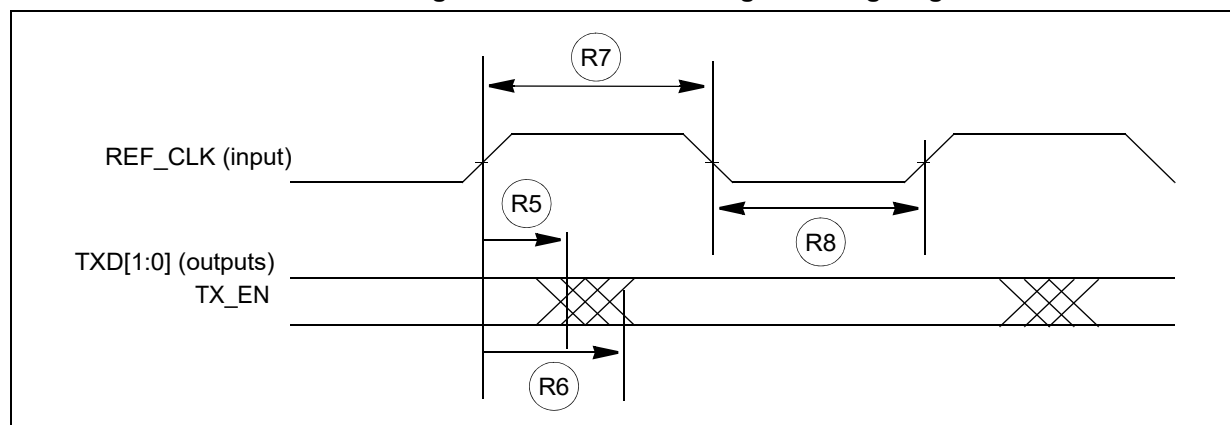 R7
REF_CLK (input)
R5
R8
TXD[1:0] (outputs)
TX_EN
R6